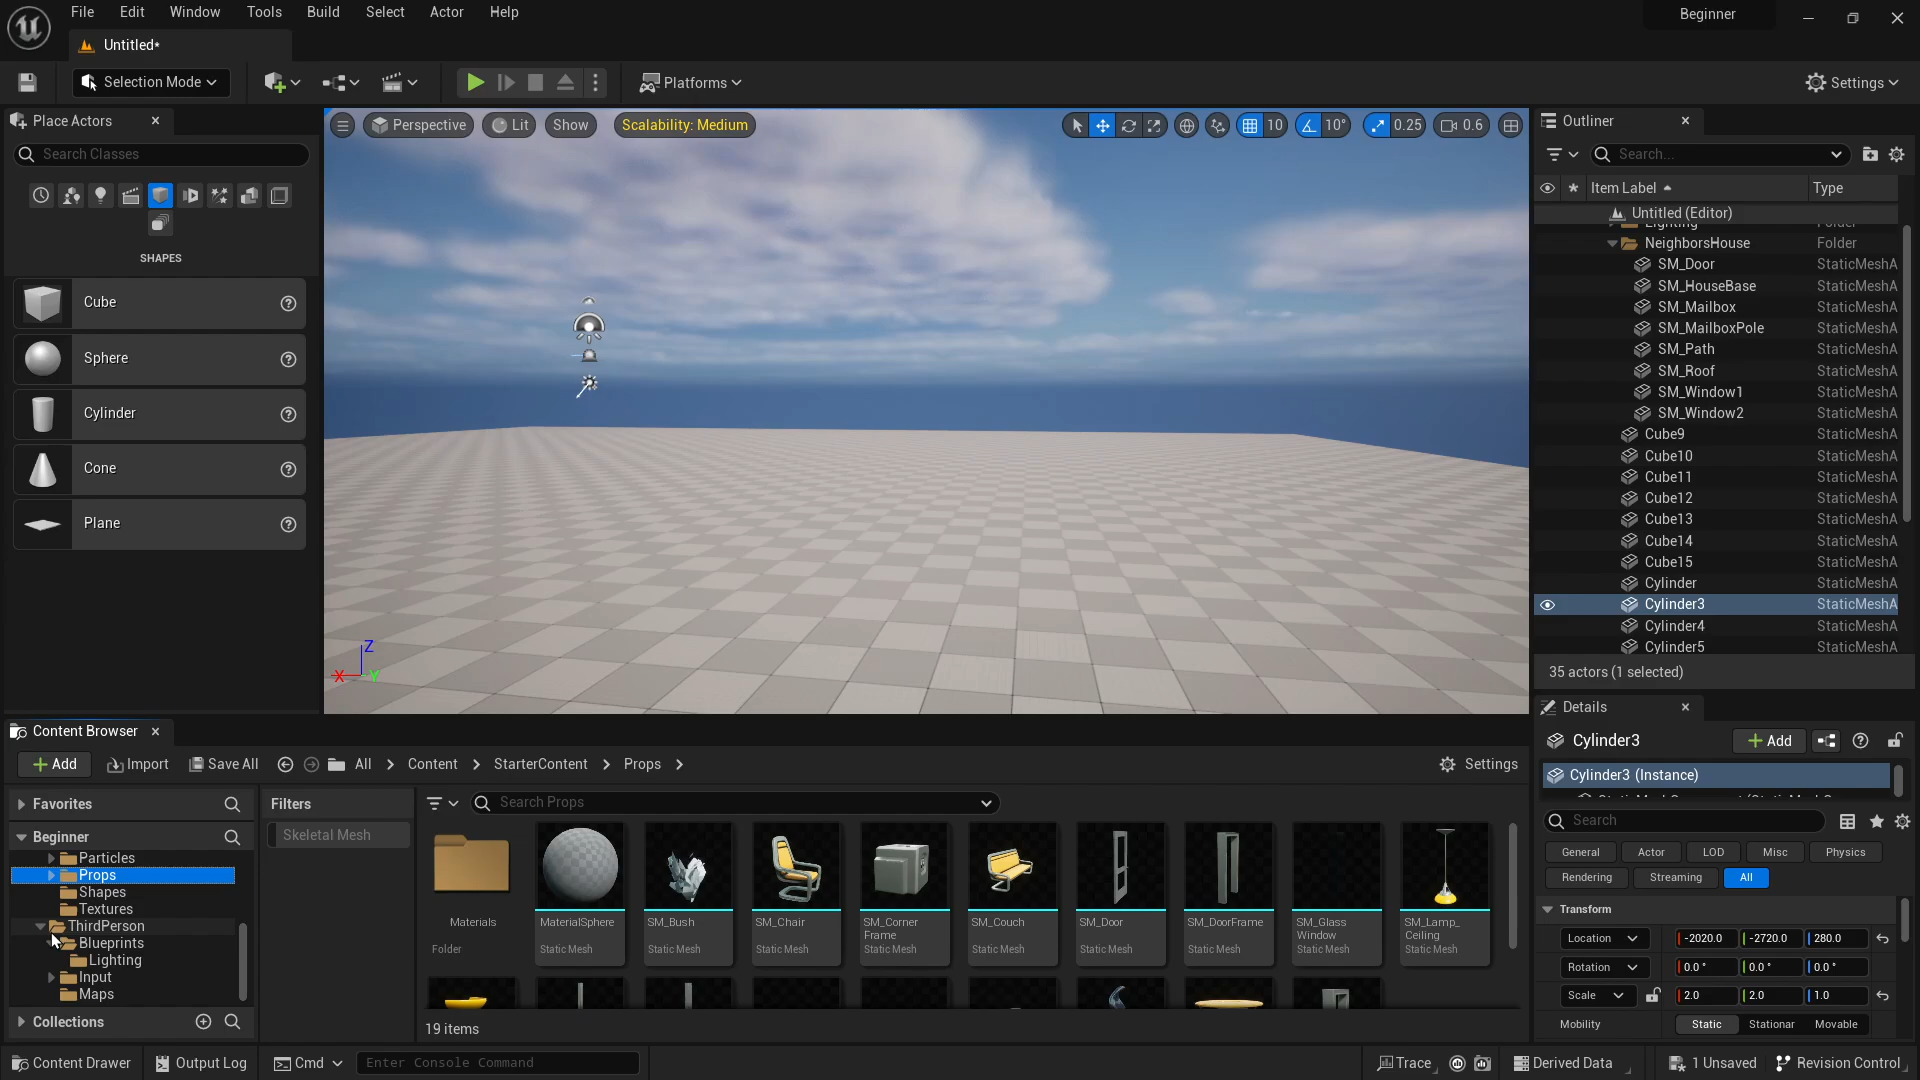 File Edit Window Tools Build Select Actor Help
Beginner
Untitled*
Selection Mode
Platforms
Settings
Place Actors
Search Classes
SHAPES
Cube
Sphere
Cylinder
Cone
Plane
Perspective Lit Show Scalability: Medium
10 10° 0.25 0.6
Z
X Y
Outliner
Search...
Item Label Type
Untitled (Editor)
Lighting Folder
NeighborsHouse Folder
SM_Door StaticMeshA
SM_HouseBase StaticMeshA
SM_Mailbox StaticMeshA
SM_MailboxPole StaticMeshA
SM_Path StaticMeshA
SM_Roof StaticMeshA
SM_Window1 StaticMeshA
SM_Window2 StaticMeshA
Cube9 StaticMeshA
Cube10 StaticMeshA
Cube11 StaticMeshA
Cube12 StaticMeshA
Cube13 StaticMeshA
Cube14 StaticMeshA
Cube15 StaticMeshA
Cylinder StaticMeshA
Cylinder3 StaticMeshA
Cylinder4 StaticMeshA
Cylinder5 StaticMeshA
35 actors (1 selected)
Details
Cylinder3
Add
Cylinder3 (Instance)
Search
General Actor LOD Misc Physics
Rendering Streaming All
Transform
Location -2020.0 -2720.0 280.0
Rotation 0.0° 0.0° 0.0°
Scale 2.0 2.0 1.0
Mobility Static Stationar Movable
Content Browser
Add Import Save All All Content StarterContent Props Settings
Favorites
Beginner
Particles
Props
Shapes
Textures
ThirdPerson
Blueprints
Lighting
Input
Maps
Collections
Filters
Skeletal Mesh
Search Props
Materials
Folder
MaterialSphere
Static Mesh
SM_Bush
Static Mesh
SM_Chair
Static Mesh
SM_Corner
Frame
Static Mesh
SM_Couch
Static Mesh
SM_Door
Static Mesh
SM_DoorFrame
Static Mesh
SM_Glass
Window
Static Mesh
SM_Lamp_
Ceiling
Static Mesh
19 items
Content Drawer Output Log Cmd Enter Console Command Trace Derived Data 1 Unsaved Revision Control